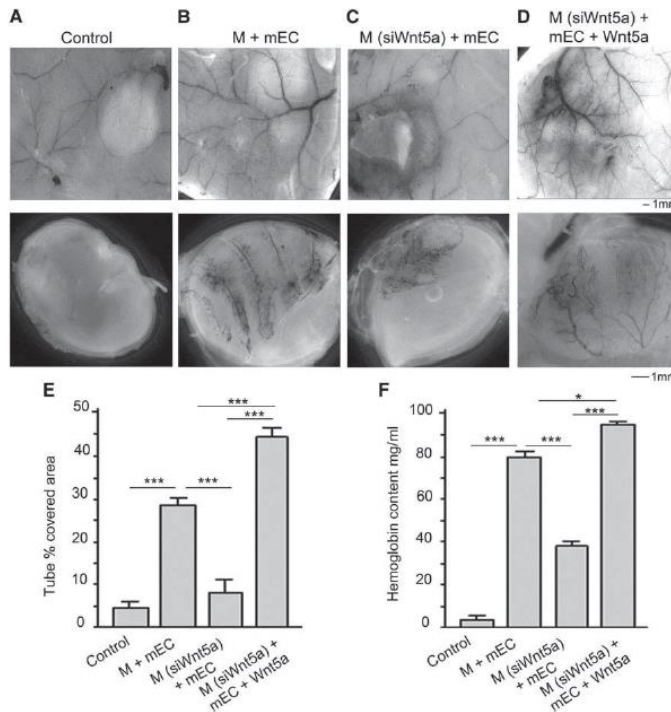 A B C D
Control
M + mEC
M (siWnt5a) + mEC
M (siWnt5a) +
mEC + Wnt5a
1mm
1mm
E
***
***
***
***
50
40
30
20
10
0
Tube % covered area
Control
M + mEC
M (siWnt5a)
+ mEC
M (siWnt5a) +
mEC + Wnt5a
F
*
***
***
***
100
80
60
40
20
0
Hemoglobin content mg/ml
Control
M + mEC
M (siWnt5a)
+ mEC
M (siWnt5a) +
mEC + Wnt5a